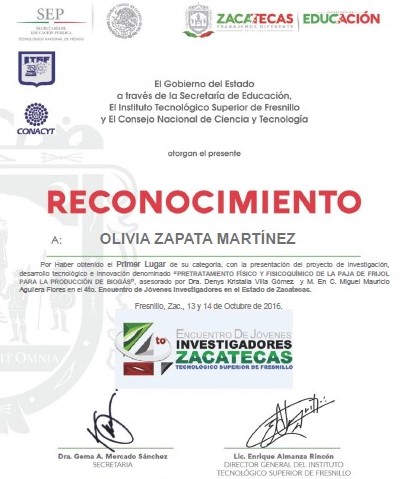 SEP
SECRETARÍA DE
EDUCACIÓN PÚBLICA
TECNOLÓGICO NACIONAL DE MÉXICO
ZACATECAS
TRABAJEMOS DIFERENTE
EDUCACIÓN
ITSF
CONACYT
El Gobierno del Estado
a través de la Secretaría de Educación,
El Instituto Tecnológico Superior de Fresnillo
y El Consejo Nacional de Ciencia y Tecnología
otorgan el presente
RECONOCIMIENTO
A: OLIVIA ZAPATA MARTÍNEZ
Por Haber obtenido el Primer Lugar de su categoría, con la presentación del proyecto de investigación,
desarrollo tecnológico e innovación denominado "PRETRATAMIENTO FÍSICO Y FISICOQUÍMICO DE LA PAJA DE FRIJOL
PARA LA PRODUCCIÓN DE BIOGÁS", asesorado por Dra. Denys Kristalia Villa Gómez y M. En C. Miguel Mauricio
Aguilera Flores en el 4to. Encuentro de Jóvenes Investigadores en el Estado de Zacatecas.
Fresnillo, Zac., 13 y 14 de Octubre de 2016.
4to ENCUENTRO DE JÓVENES
INVESTIGADORES
ZACATECAS
TECNOLÓGICO SUPERIOR DE FRESNILLO
OMNIA
Dra. Gema A. Mercado Sánchez
SECRETARIA
Lic. Enrique Almanza Rincón
DIRECTOR GENERAL DEL INSTITUTO
TECNOLÓGICO SUPERIOR DE FRESNILLO